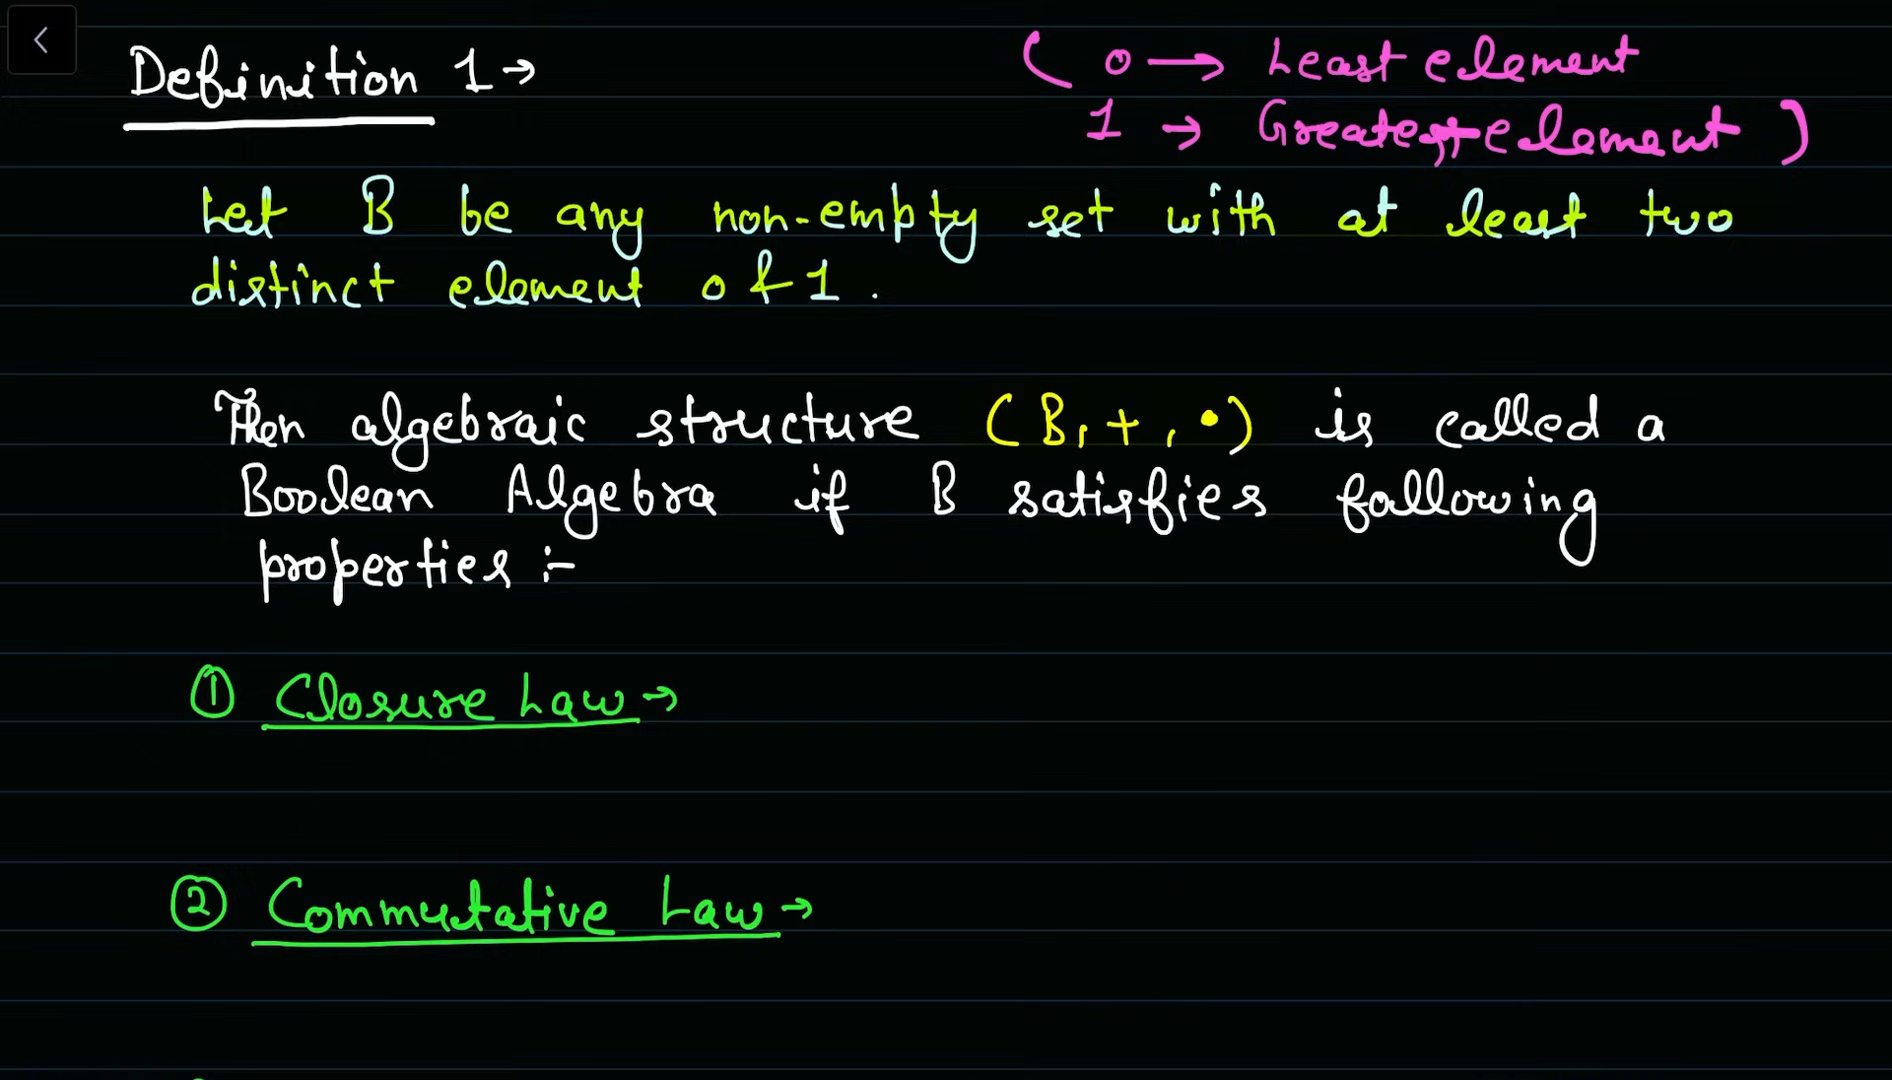 Definition 1→
( 0 → Least element
1 → Greatest element )
Let B be any non-empty set with at least two
distinct element 0 & 1.
Then algebraic structure (B, +, •) is called a
Boolean Algebra if B satisfies following
properties :-
① Closure Law →
② Commutative Law →